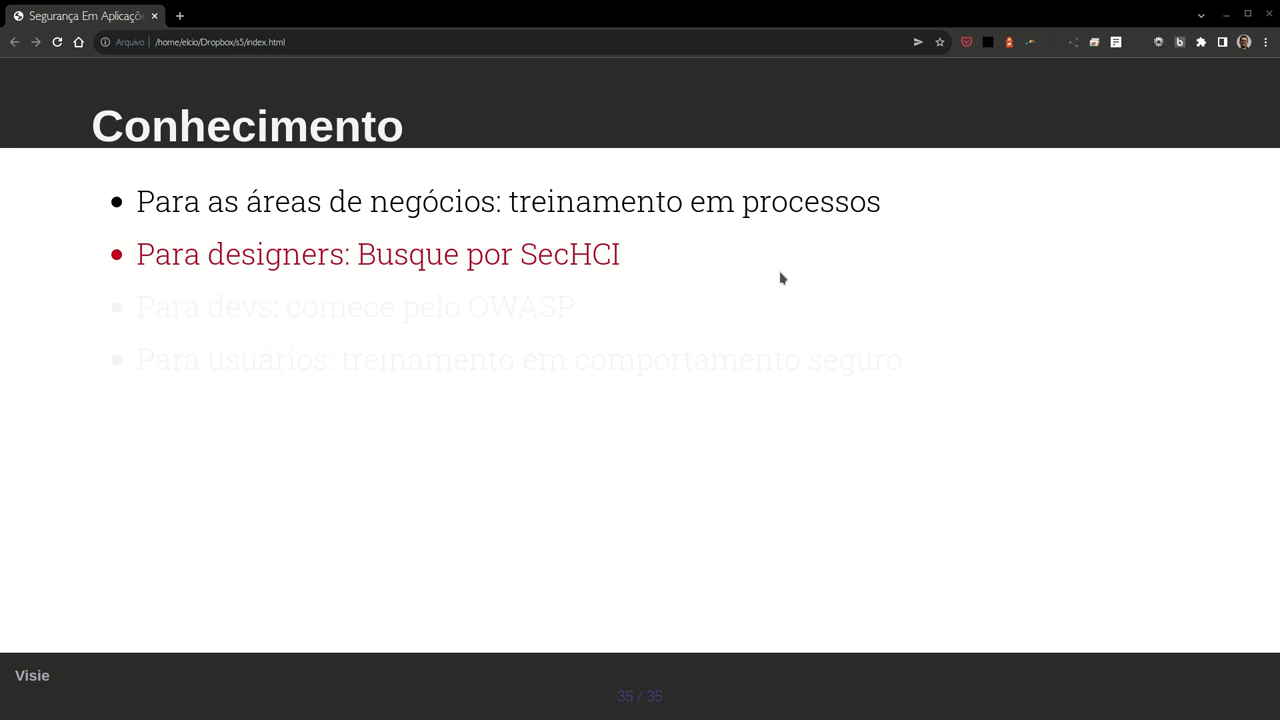 Segurança Em Aplicaçõe
Arquivo
/home/elcio/Dropbox/s5/index.html
Conhecimento
Para as áreas de negócios: treinamento em processos
Para designers: Busque por SecHCI
Para devs: comece pelo OWASP
Para usuários: treinamento em comportamento seguro
Visie
35 / 35